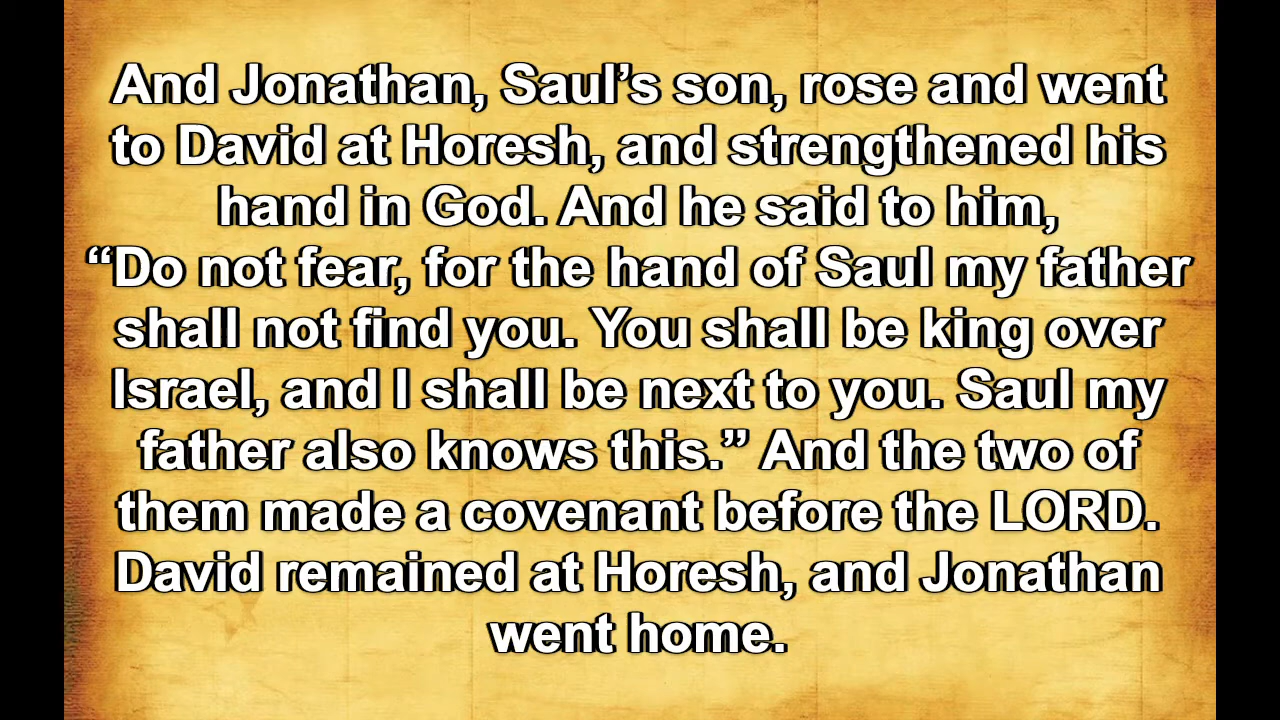 And Jonathan, Saul’s son, rose and went
to David at Horesh, and strengthened his
hand in God. And he said to him,
“Do not fear, for the hand of Saul my father
shall not find you. You shall be king over
Israel, and I shall be next to you. Saul my
father also knows this.” And the two of
them made a covenant before the LORD.
David remained at Horesh, and Jonathan
went home.